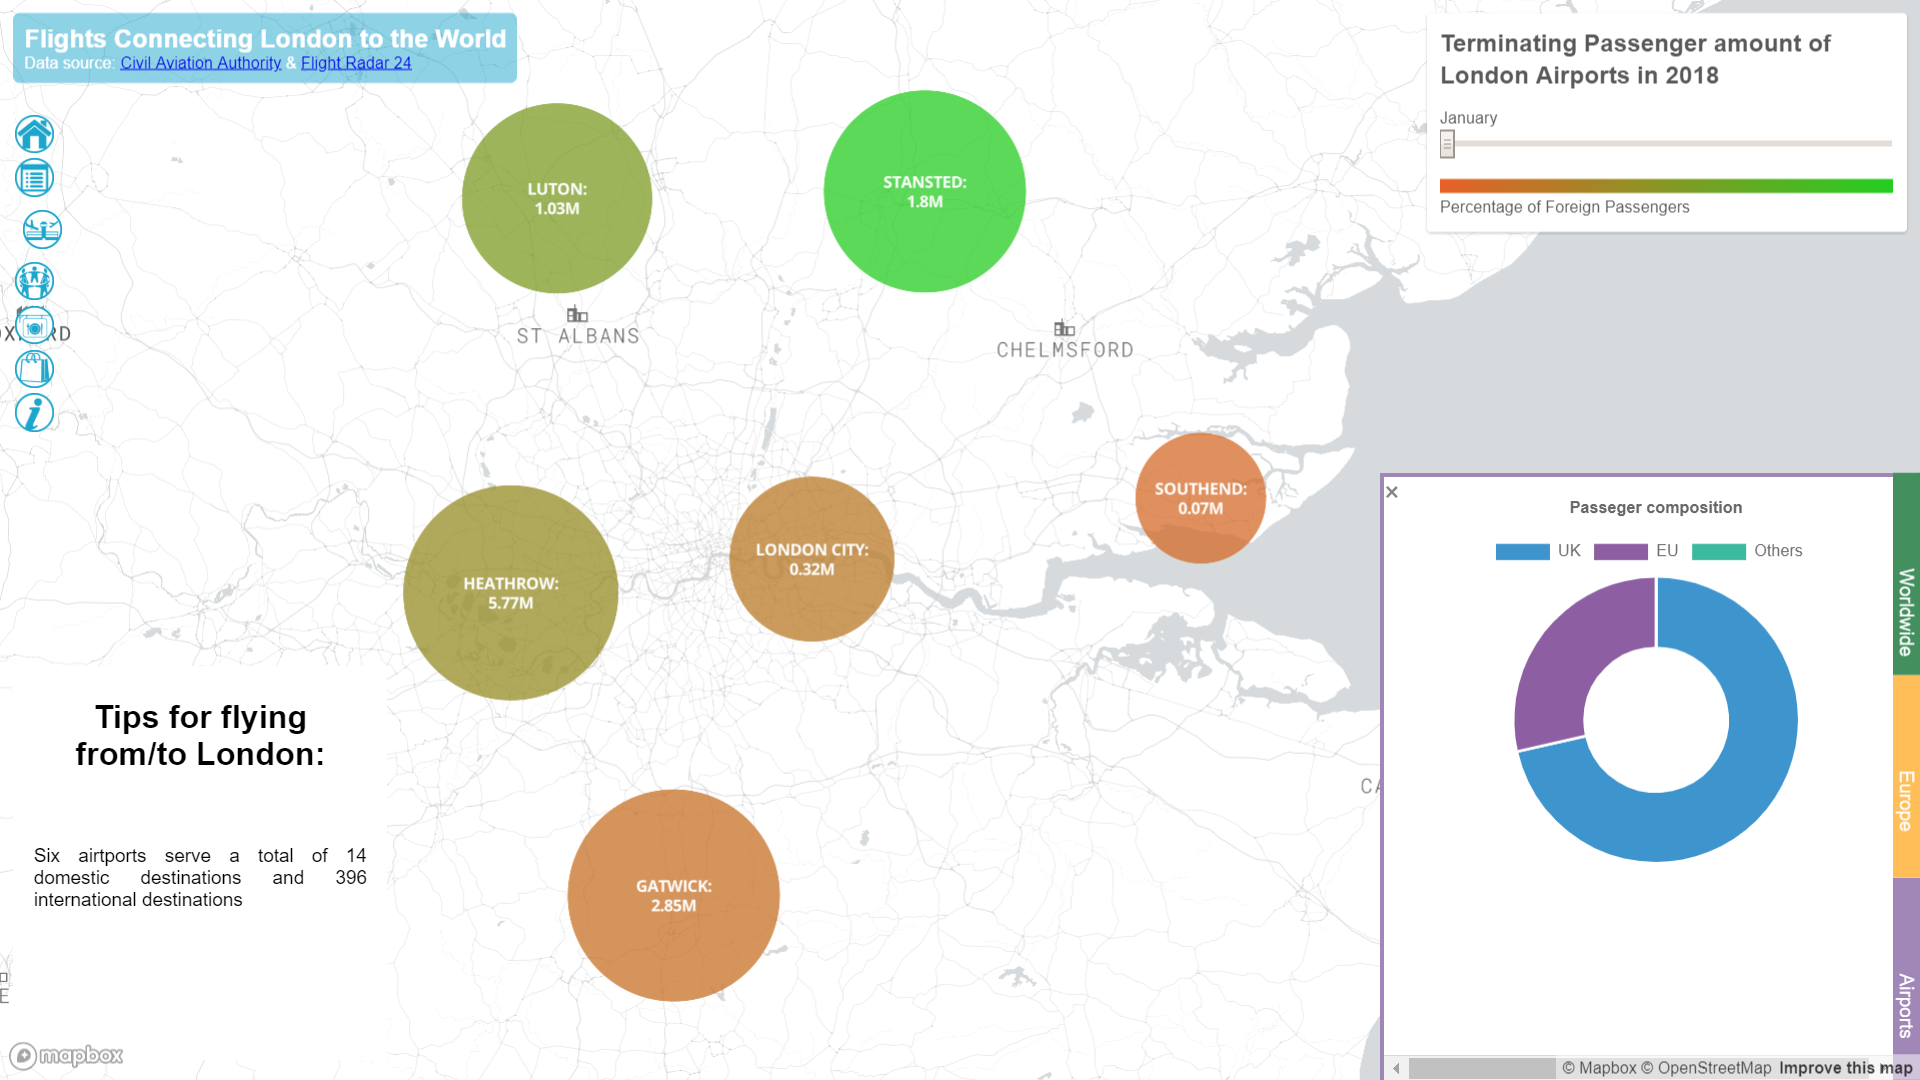 Flights Connecting London to the World
Data source: Civil Aviation Authority & Flight Radar 24
Terminating Passenger amount of
London Airports in 2018
January
Percentage of Foreign Passengers
LUTON:
1.03M
STANSTED:
1.8M
ST ALBANS
CHELMSFORD
SOUTHEND:
0.07M
LONDON CITY:
0.32M
HEATHROW:
5.77M
GATWICK:
2.85M
Tips for flying
from/to London:
Six airtports serve a total of 14
domestic destinations and 396
international destinations
×
Passeger composition
UK EU Others
Worldwide
Europe
Airports
CA
E
mapbox
© Mapbox © OpenStreetMap Improve this map